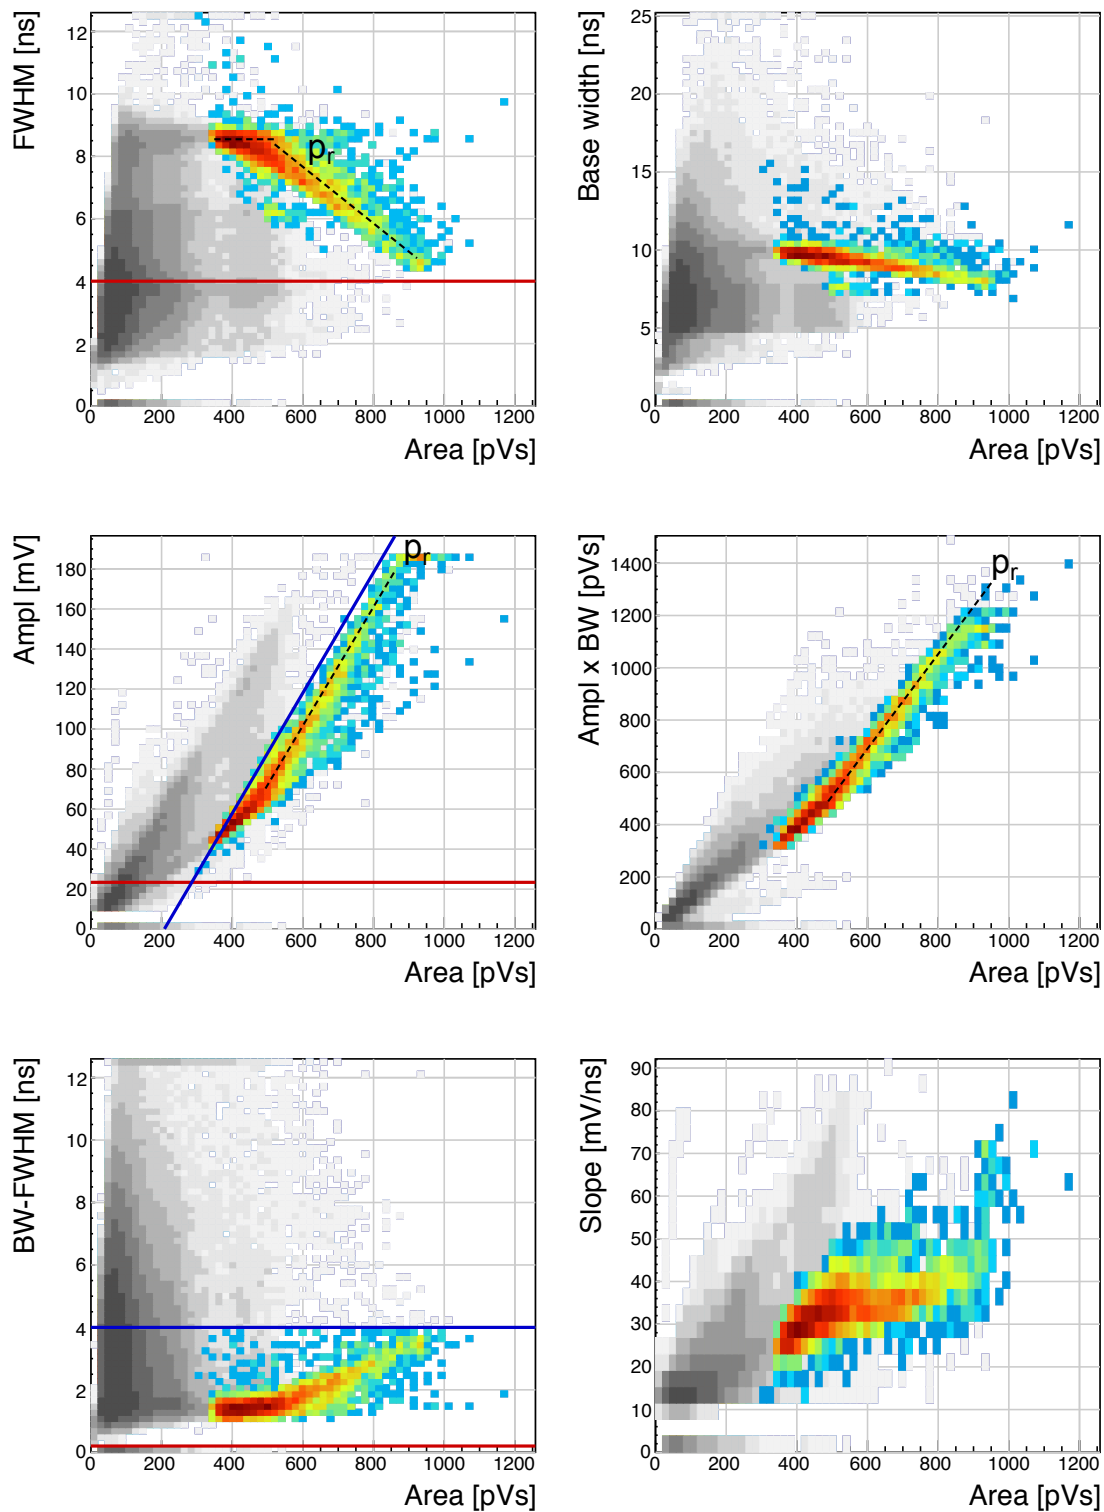 FWHM [ns]
12
10
8
6
4
2
0
p_r
0 200 400 600 800 1000 1200
Area [pVs]
Base width [ns]
25
20
15
10
5
0
0 200 400 600 800 1000 1200
Area [pVs]
Ampl [mV]
180
160
140
120
100
80
60
40
20
0
p_r
0 200 400 600 800 1000 1200
Area [pVs]
Ampl x BW [pVs]
1400
1200
1000
800
600
400
200
0
p_r
0 200 400 600 800 1000 1200
Area [pVs]
BW-FWHM [ns]
12
10
8
6
4
2
0
0 200 400 600 800 1000 1200
Area [pVs]
Slope [mV/ns]
90
80
70
60
50
40
30
20
10
0
0 200 400 600 800 1000 1200
Area [pVs]